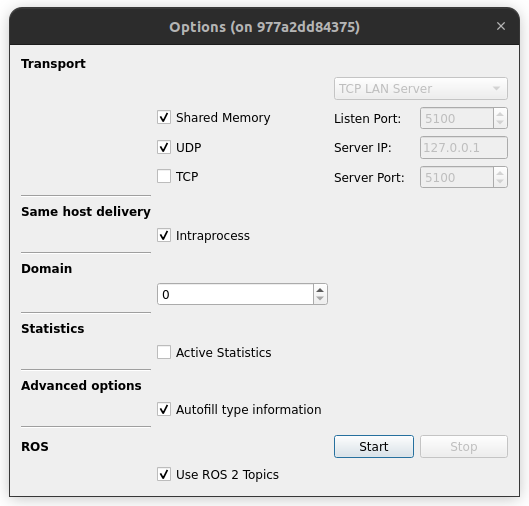 Options (on 977a2dd84375)
Transport
TCP LAN Server
Shared Memory
Listen Port:
5100
UDP
Server IP:
127.0.0.1
TCP
Server Port:
5100
Same host delivery
Intraprocess
Domain
0
Statistics
Active Statistics
Advanced options
Autofill type information
ROS
Start
Stop
Use ROS 2 Topics